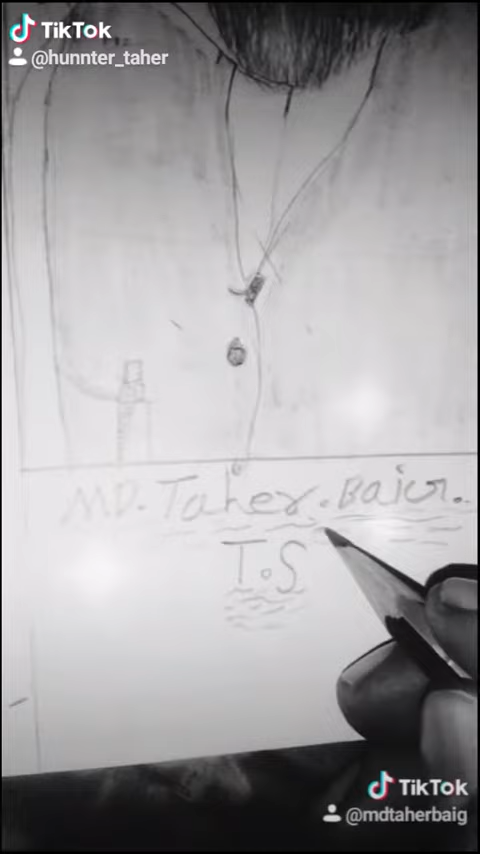 TikTok
@hunnter_taher
MD. Taher. Baig.
T.S
TikTok
@mdtaherbaig